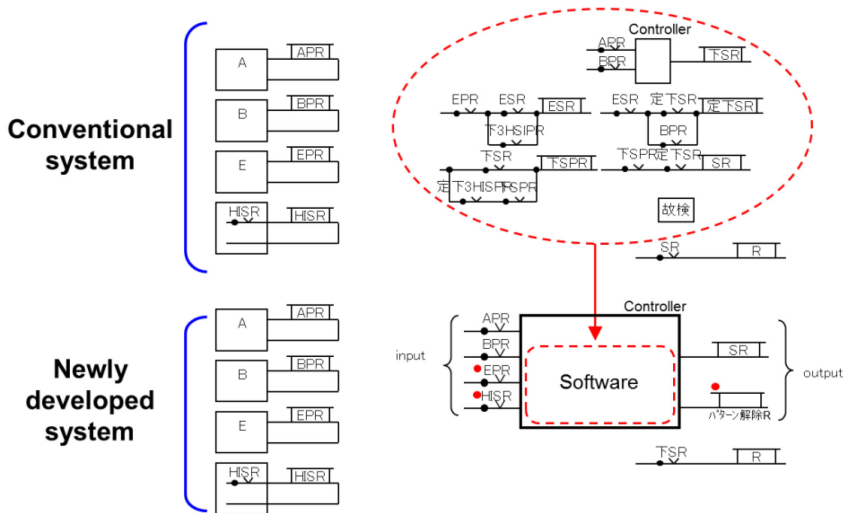 Conventional
system
A
APR
B
BPR
E
EPR
HISR
HISR
Controller
APR
BPR
下SR
EPR
ESR
ESR
下3HSIPR
ESR
定下SR
定下SR
BPR
下SR
下SPR
定下3HISPR
下SPR
下SPR
定下SR
SR
故検
SR
R
Newly
developed
system
A
APR
B
BPR
E
EPR
HISR
HISR
Controller
input
APR
BPR
EPR
HISR
Software
SR
パターン解除R
output
下SR
R